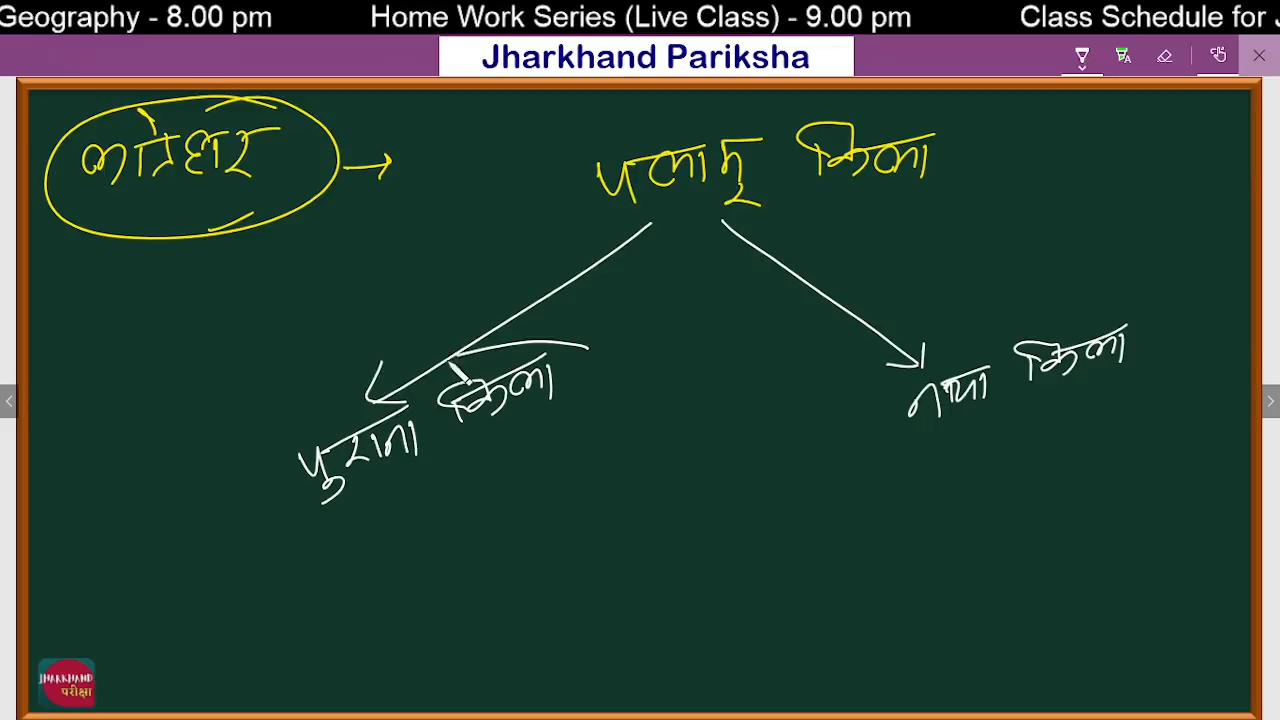 Geography - 8.00 pm Home Work Series (Live Class) - 9.00 pm Class Schedule for J
Jharkhand Pariksha
पलामू किला
पुराना किला
नया किला
JHARKHAND
परीक्षा